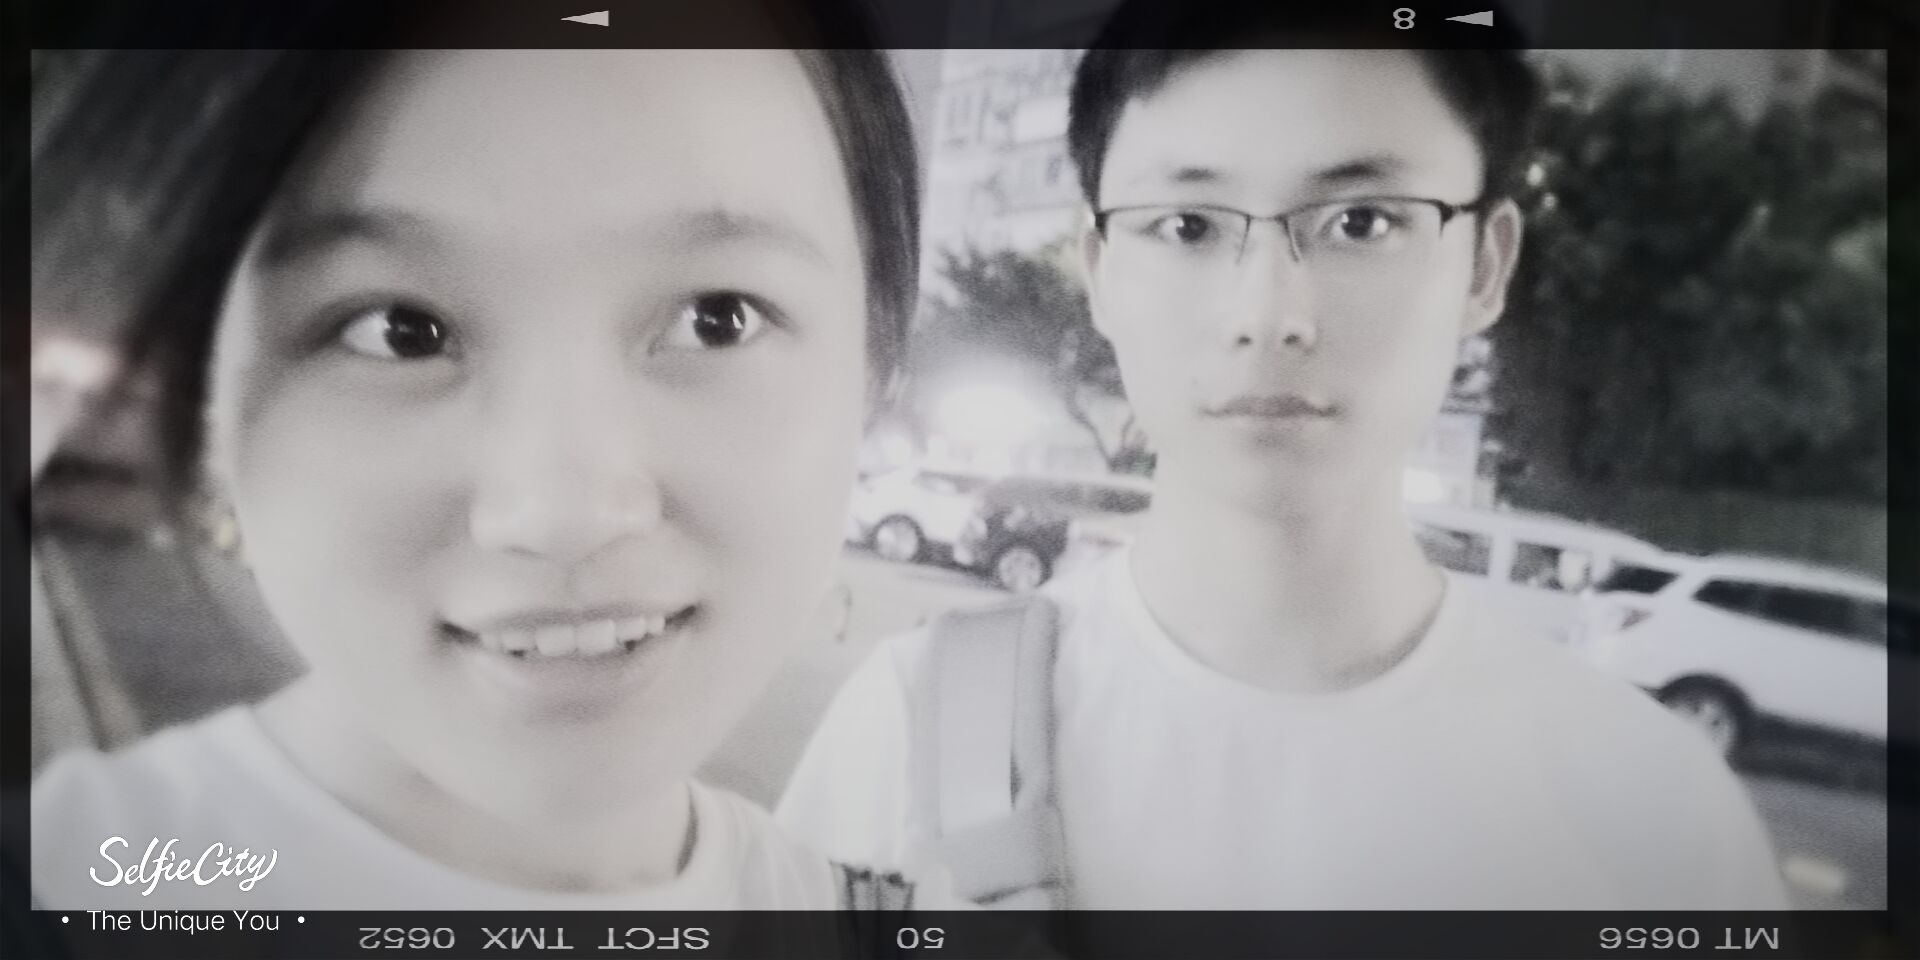 8
SelfieCity
• The Unique You •
SFCT TMX 0652
50
MT 0656